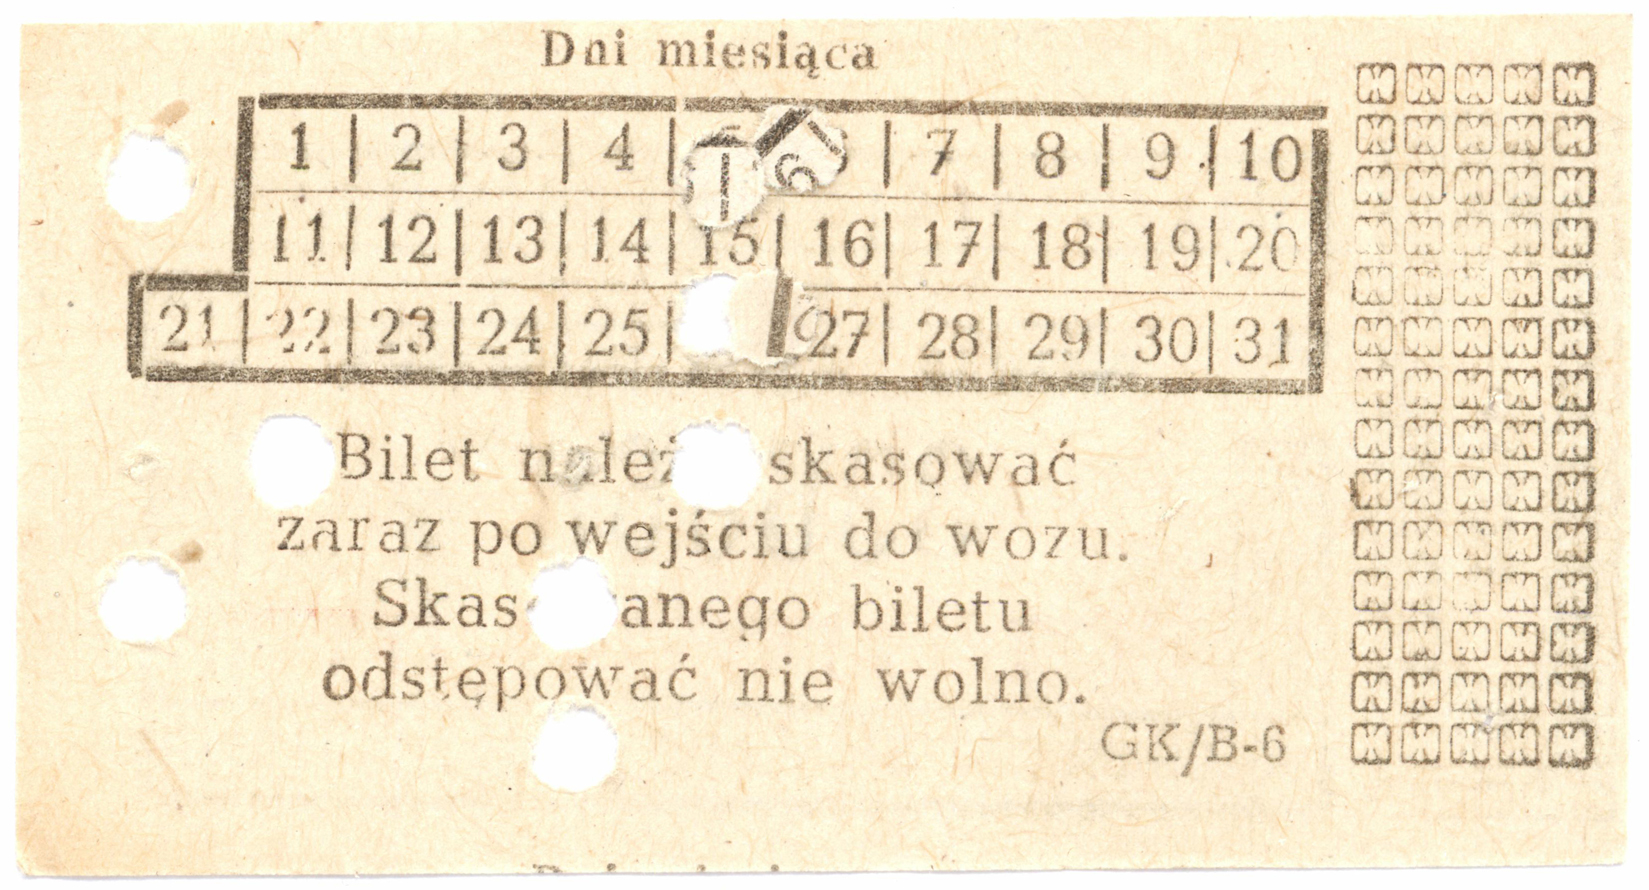 Dni miesiąca
1 | 2 | 3 | 4 | 7 | 8 | 9 | 10
11 | 12 | 13 | 14 | 15 | 16 | 17 | 18 | 19 | 20
21 | 22 | 23 | 24 | 25 | 27 | 28 | 29 | 30 | 31
Bilet skasować
zaraz po wejściu do wozu.
biletu
odstępować nie wolno.
GK/B-6